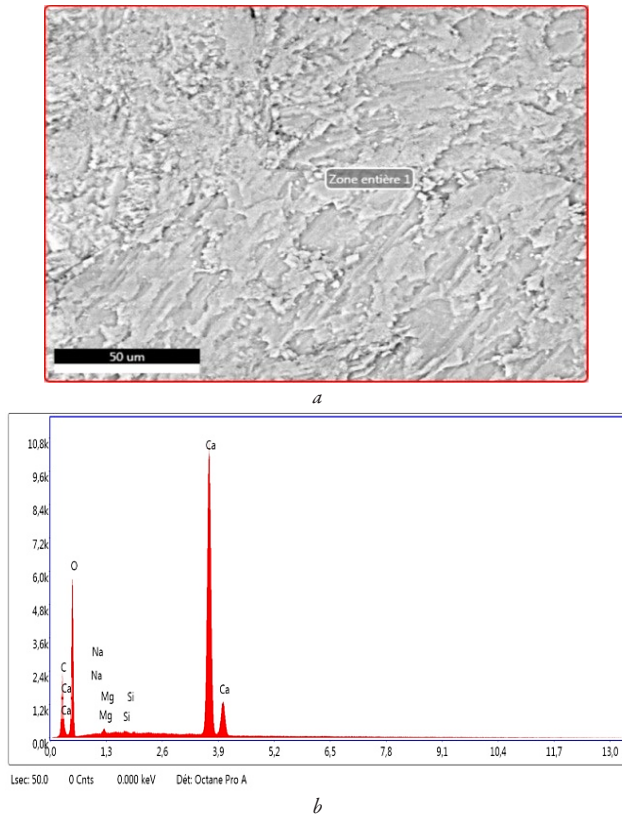 Zone entière 1
50 um
a
10,8k
Ca
9,6k
8,4k
7,2k
O
6,0k
4,8k
3,6k
Na
C
2,4k
Na
Ca
Ca
Mg
Si
1,2k
Ca
Mg
Si
0,0k
0,0 1,3 2,6 3,9 5,2 6,5 7,8 9,1 10,4 11,7 13,0
Lsec: 50.0 0 Cnts 0.000 keV Dét: Octane Pro A
b